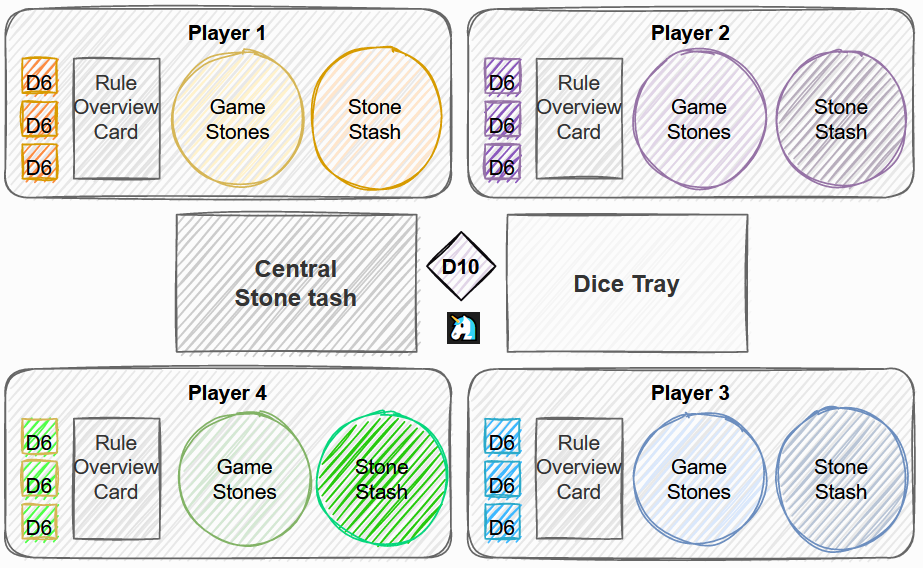 Player 1
D6
D6
D6
Rule
Overview
Card
Game
Stones
Stone
Stash
Player 2
D6
D6
D6
Rule
Overview
Card
Game
Stones
Stone
Stash
Central
Stone tash
D10
Dice Tray
Player 4
D6
D6
D6
Rule
Overview
Card
Game
Stones
Stone
Stash
Player 3
D6
D6
D6
Rule
Overview
Card
Game
Stones
Stone
Stash